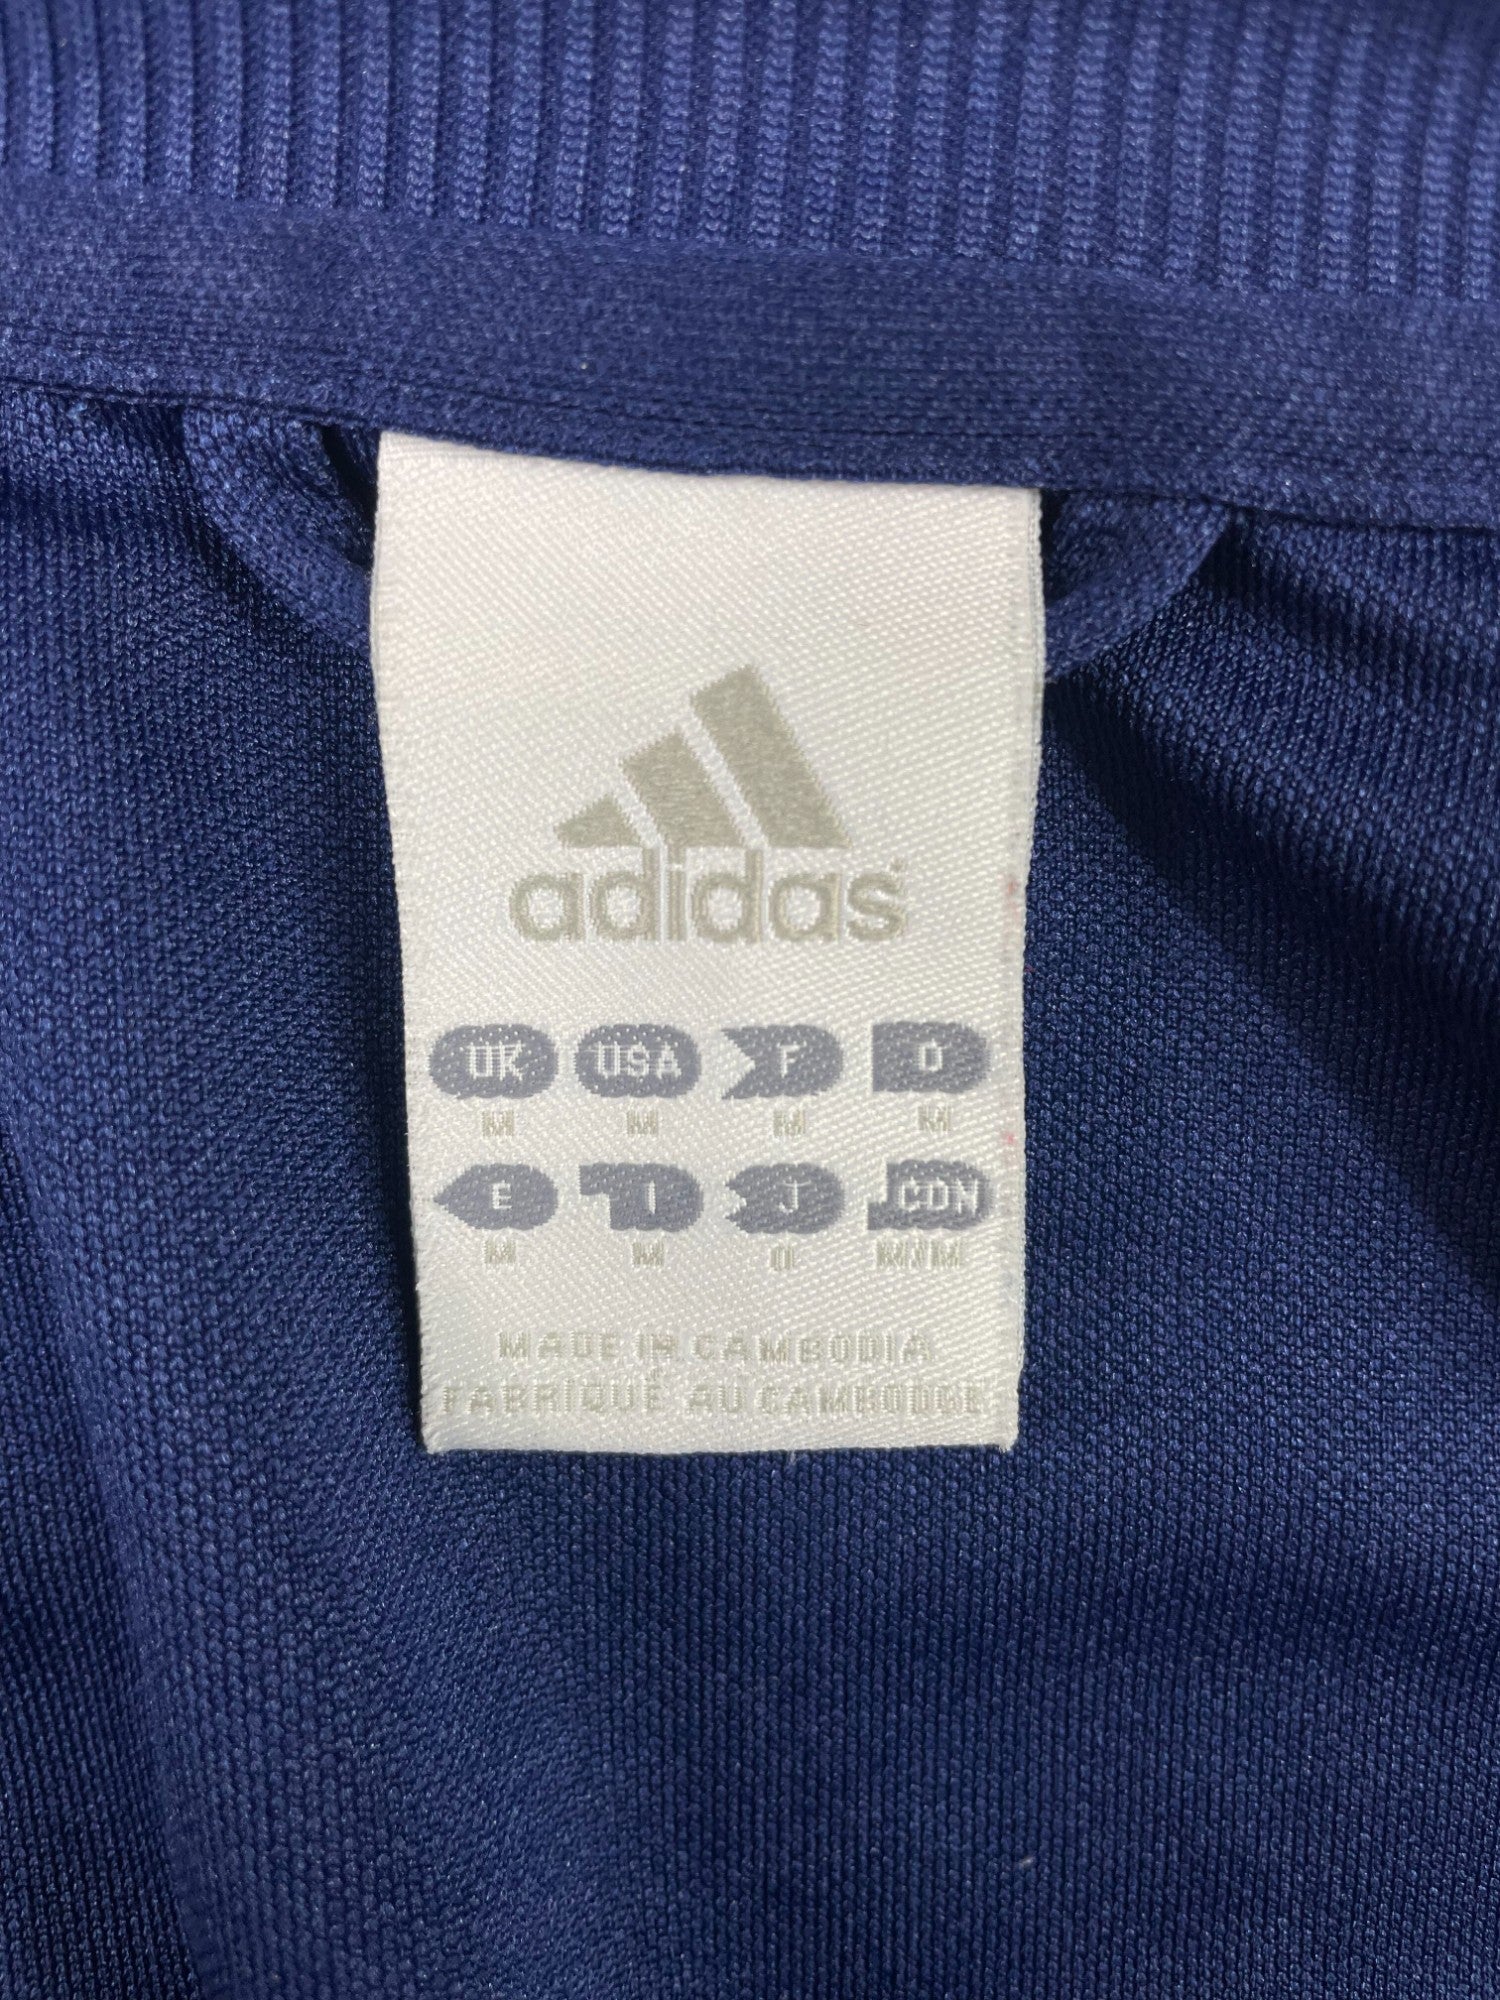 adidas
UK USA F D
M M M M
E I J CDN
M M O M/M
MADE IN CAMBODIA
FABRIQUÉ AU CAMBODGE